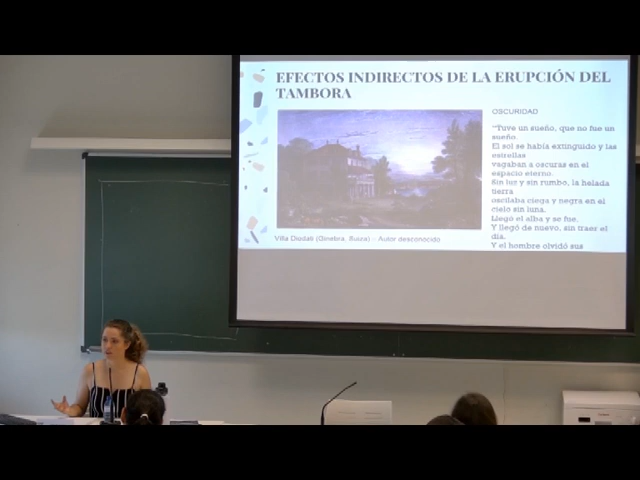 EFECTOS INDIRECTOS DE LA ERUPCIÓN DEL
TAMBORA
OSCURIDAD
"Tuve un sueño, que no fue un
sueño.
El sol se había extinguido y las
estrellas
vagaban a oscuras en el
espacio eterno.
Sin luz y sin rumbo, la helada
tierra
oscilaba ciega y negra en el
cielo sin luna.
Llegó el alba y se fue.
Y llegó de nuevo, sin traer el
día.
Y el hombre olvidó sus
Villa Diodati (Ginebra, Suiza) – Autor desconocido